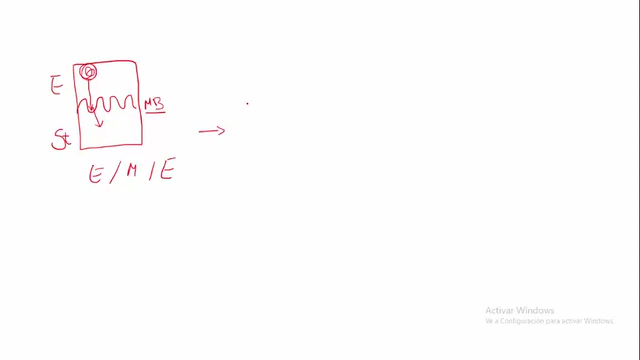 E
MB
St
E / M / E
Activar Windows
Ve a Configuración para activar Windows.